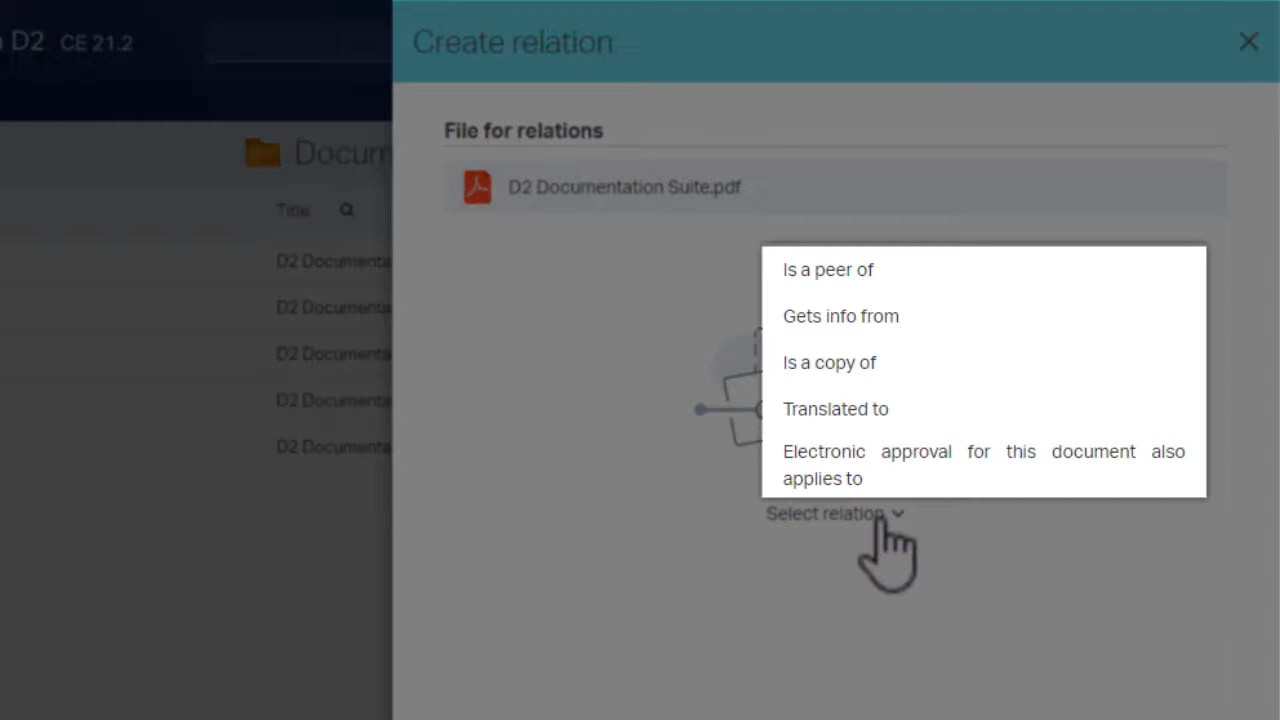 D2 CE 21.2
Create relation
File for relations
D2 Documentation Suite.pdf
Docum
Title
D2 Documenta
D2 Documenta
D2 Documenta
D2 Documenta
D2 Documenta
Is a peer of
Gets info from
Is a copy of
Translated to
Electronic approval for this document also
applies to
Select relation